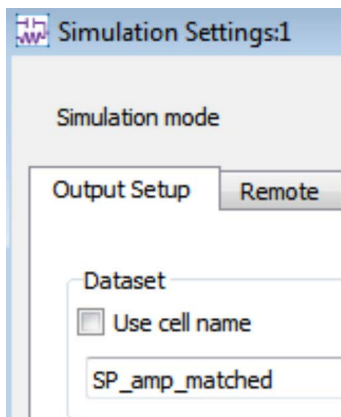 Simulation Settings:1
Simulation mode
Output Setup
Remote
Dataset
Use cell name
SP_amp_matched